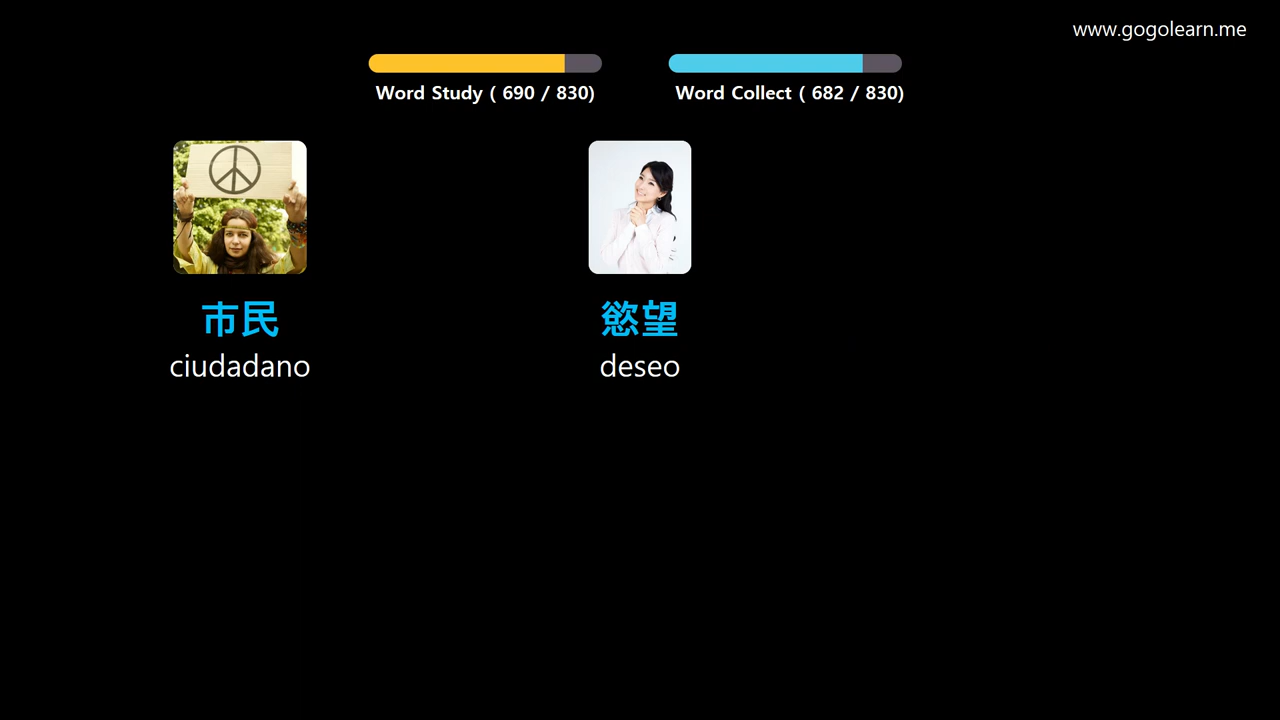 www.gogolearn.me
Word Study ( 690 / 830)
Word Collect ( 682 / 830)
市民
ciudadano
慾望
deseo